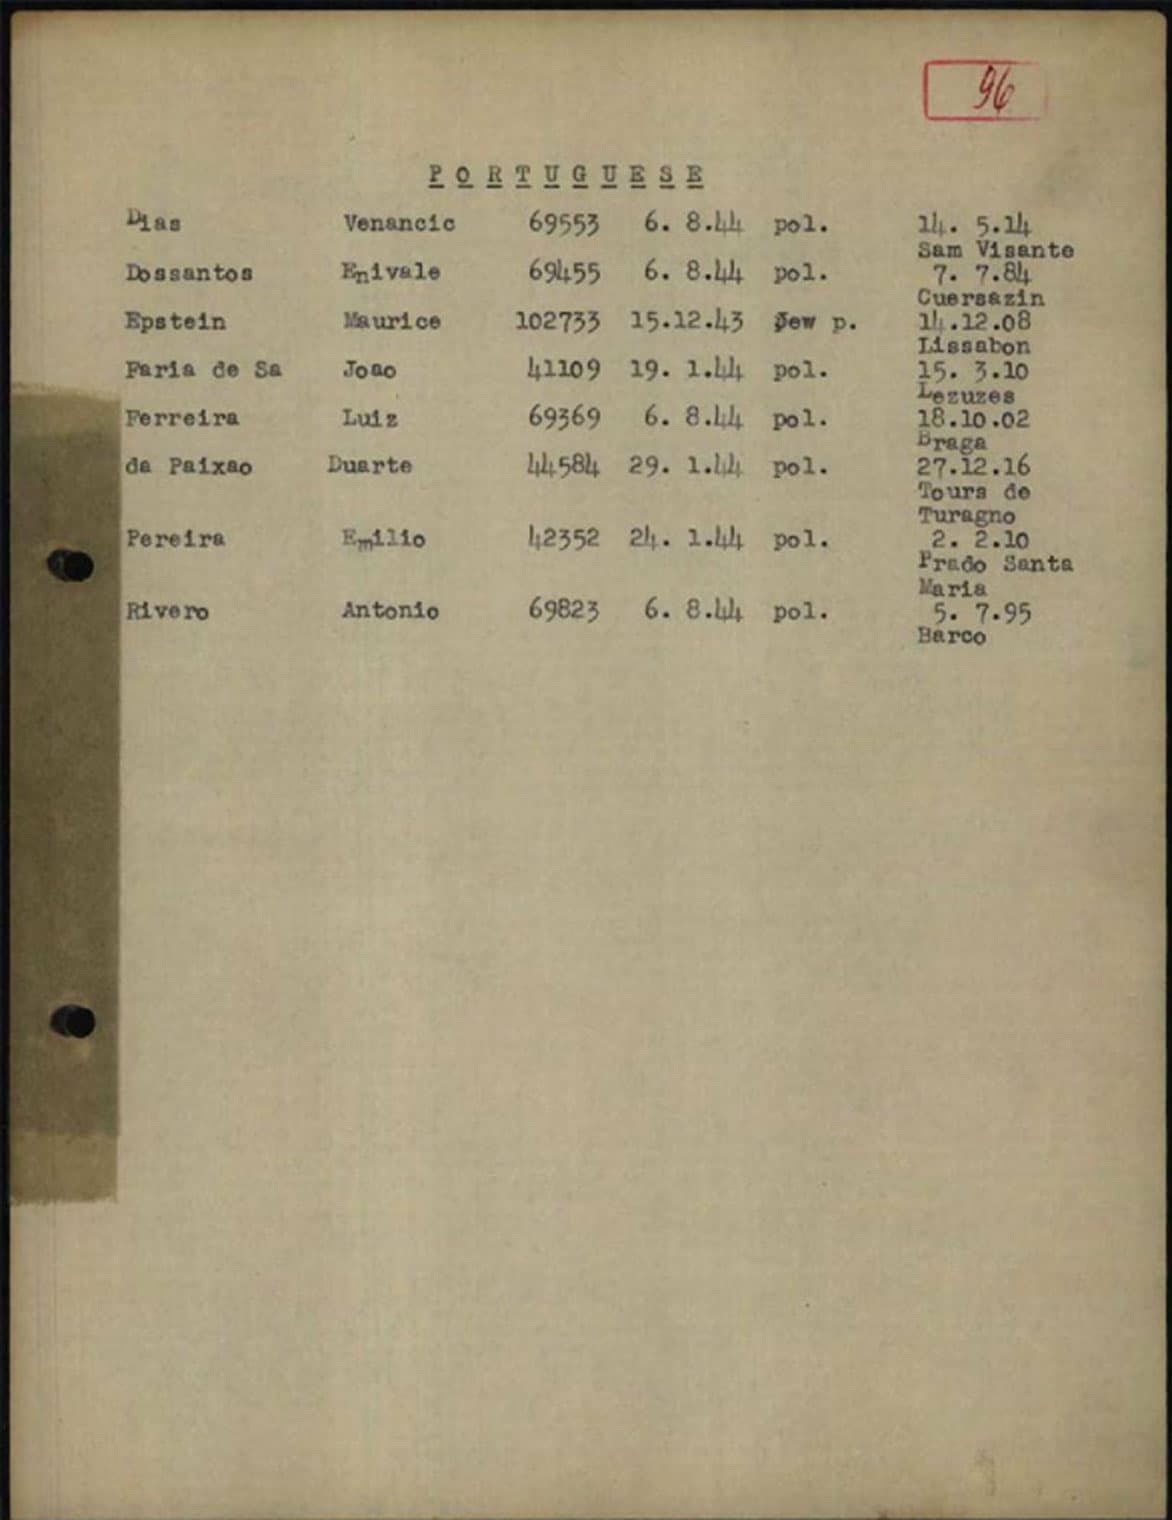 96
PORTUGUESE
Dias Venancic 69553 6. 8.44 pol. 14. 5.14
Sam Visante
Dossantos Enivale 69455 6. 8.44 pol. 7. 7.84
Cuersazin
Epstein Maurice 102733 15.12.43 Jew p. 14.12.08
Lissabon
Faria de Sa Joao 41109 19. 1.44 pol. 15. 3.10
Lezuzes
Ferreira Luiz 69369 6. 8.44 pol. 18.10.02
Braga
da Paixao Duarte 44584 29. 1.44 pol. 27.12.16
Tours de
Turagno
Pereira Emilio 42352 24. 1.44 pol. 2. 2.10
Prado Santa
Maria
Rivero Antonio 69823 6. 8.44 pol. 5. 7.95
Barco